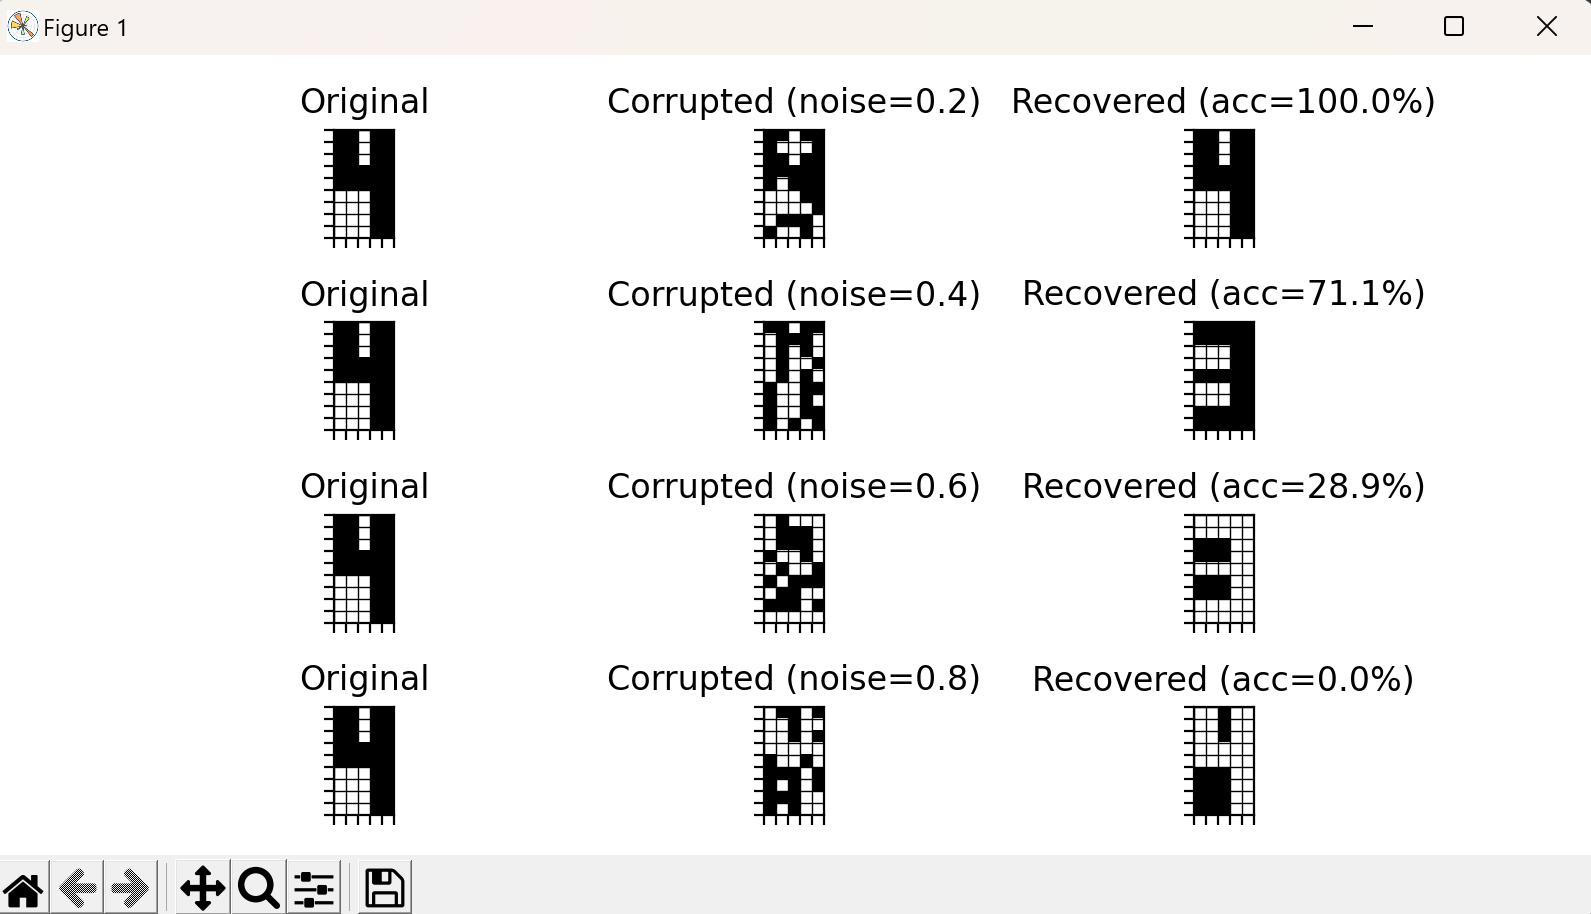 Figure 1
Original Corrupted (noise=0.2) Recovered (acc=100.0%)
Original Corrupted (noise=0.4) Recovered (acc=71.1%)
Original Corrupted (noise=0.6) Recovered (acc=28.9%)
Original Corrupted (noise=0.8) Recovered (acc=0.0%)